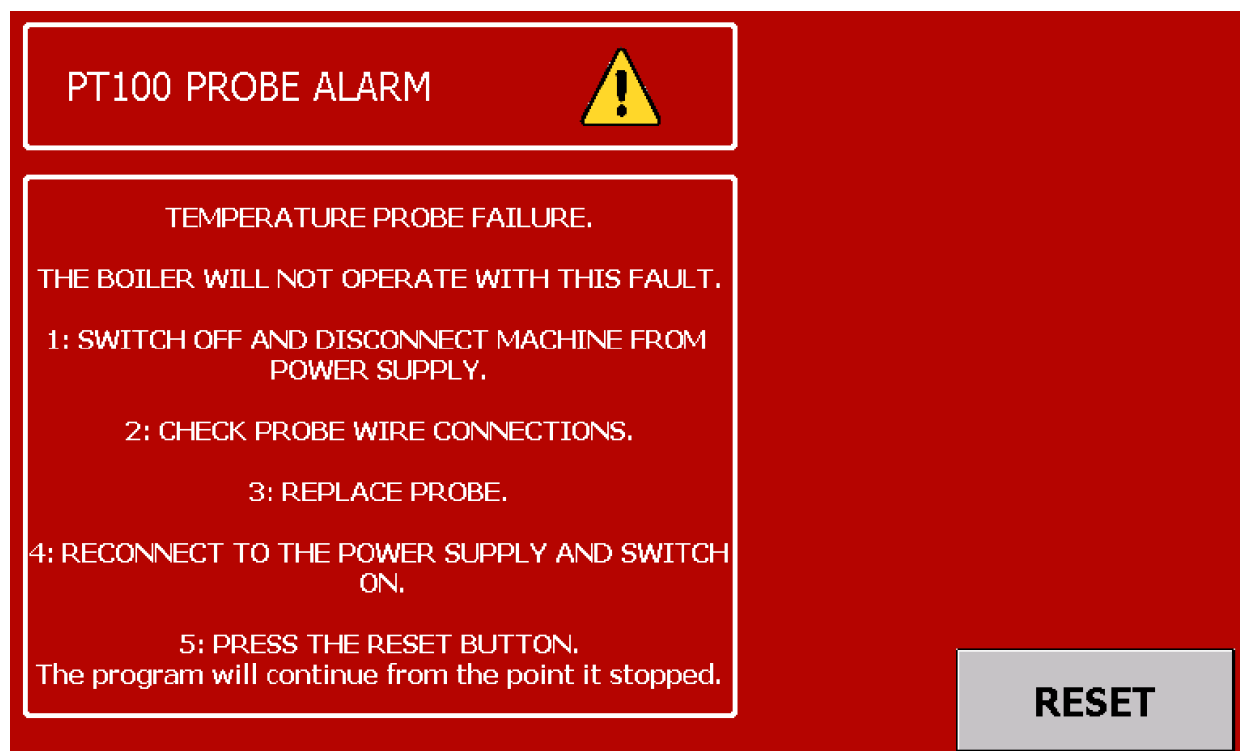 PT100 PROBE ALARM
TEMPERATURE PROBE FAILURE.
THE BOILER WILL NOT OPERATE WITH THIS FAULT.
1: SWITCH OFF AND DISCONNECT MACHINE FROM
POWER SUPPLY.
2: CHECK PROBE WIRE CONNECTIONS.
3: REPLACE PROBE.
4: RECONNECT TO THE POWER SUPPLY AND SWITCH
ON.
5: PRESS THE RESET BUTTON.
The program will continue from the point it stopped.
RESET